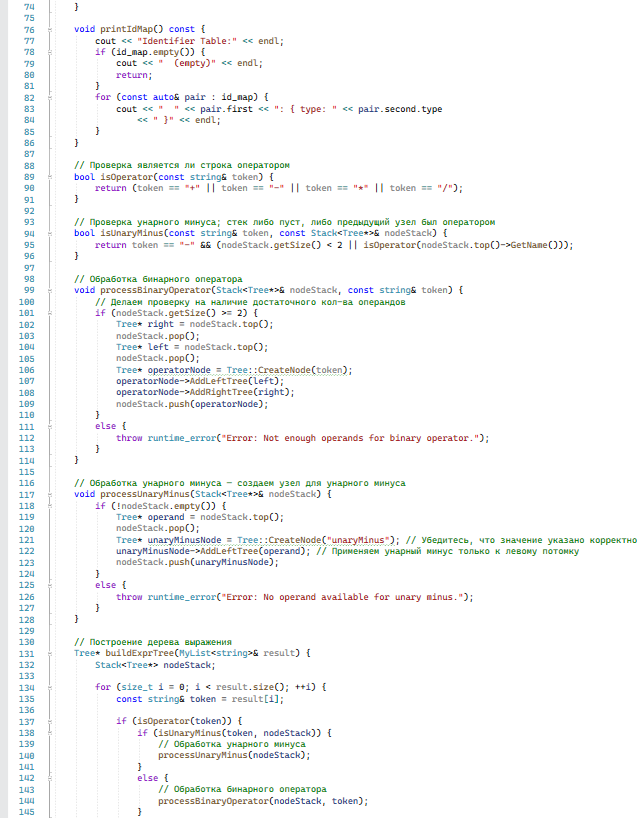 74 }
75
76 void printIdMap() const {
77 cout << "Identifier Table:" << endl;
78 if (id_map.empty()) {
79 cout << "  (empty)" << endl;
80 return;
81 }
82 for (const auto& pair : id_map) {
83 cout << "  " << pair.first << ": { type: " << pair.second.type
84 << " }" << endl;
85 }
86 }
87
88 // Проверка является ли строка оператором
89 bool isOperator(const string& token) {
90 return (token == "+" || token == "-" || token == "*" || token == "/");
91 }
92
93 // Проверка унарного минуса; стек либо пуст, либо предыдущий узел был оператором
94 bool isUnaryMinus(const string& token, const Stack<Tree*>& nodeStack) {
95 return token == "-" && (nodeStack.getSize() < 2 || isOperator(nodeStack.top()->GetName()));
96 }
97
98 // Обработка бинарного оператора
99 void processBinaryOperator(Stack<Tree*>& nodeStack, const string& token) {
100 // Делаем проверку на наличие достаточного кол-ва операндов
101 if (nodeStack.getSize() >= 2) {
102 Tree* right = nodeStack.top();
103 nodeStack.pop();
104 Tree* left = nodeStack.top();
105 nodeStack.pop();
106 Tree* operatorNode = Tree::CreateNode(token);
107 operatorNode->AddLeftTree(left);
108 operatorNode->AddRightTree(right);
109 nodeStack.push(operatorNode);
110 }
111 else {
112 throw runtime_error("Error: Not enough operands for binary operator.");
113 }
114 }
115
116 // Обработка унарного минуса – создаем узел для унарного минуса
117 void processUnaryMinus(Stack<Tree*>& nodeStack) {
118 if (!nodeStack.empty()) {
119 Tree* operand = nodeStack.top();
120 nodeStack.pop();
121 Tree* unaryMinusNode = Tree::CreateNode("unaryMinus"); // Убедитесь, что значение указано корректно
122 unaryMinusNode->AddLeftTree(operand); // Применяем унарный минус только к левому потомку
123 nodeStack.push(unaryMinusNode);
124 }
125 else {
126 throw runtime_error("Error: No operand available for unary minus.");
127 }
128 }
129
130 // Построение дерева выражения
131 Tree* buildExprTree(MyList<string>& result) {
132 Stack<Tree*> nodeStack;
133
134 for (size_t i = 0; i < result.size(); ++i) {
135 const string& token = result[i];
136
137 if (isOperator(token)) {
138 if (isUnaryMinus(token, nodeStack)) {
139 // Обработка унарного минуса
140 processUnaryMinus(nodeStack);
141 }
142 else {
143 // Обработка бинарного оператора
144 processBinaryOperator(nodeStack, token);
145 }